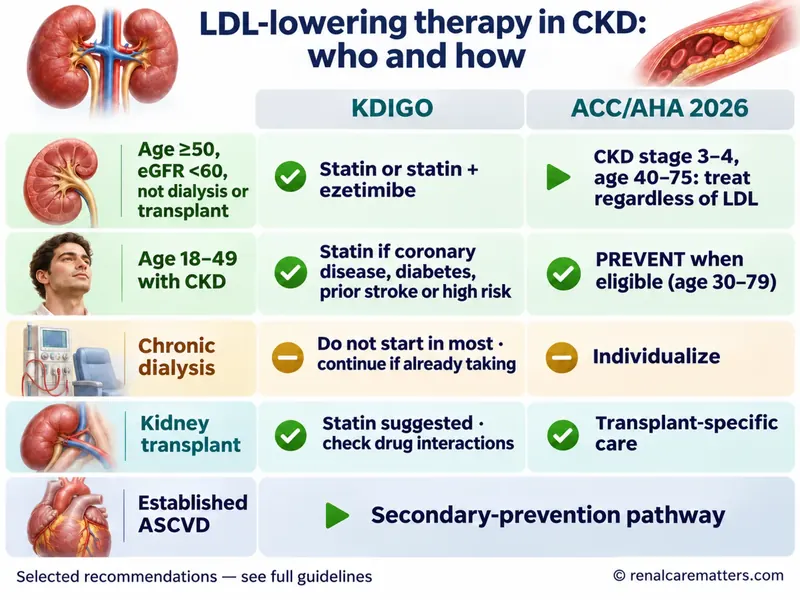 LDL-lowering therapy in CKD:
who and how
KDIGO
ACC/AHA 2026
Age ≥50,
eGFR <60,
not dialysis or
transplant
Statin or statin +
ezetimibe
CKD stage 3–4,
age 40–75: treat
regardless of LDL
Age 18–49
with CKD
Statin if coronary
disease, diabetes,
prior stroke or high risk
PREVENT when
eligible (age 30–79)
Chronic
dialysis
Do not start in most ·
continue if already taking
Individualize
Kidney
transplant
Statin suggested ·
check drug interactions
Transplant-specific
care
Established
ASCVD
Secondary-prevention pathway
Selected recommendations — see full guidelines
© renalcarematters.com